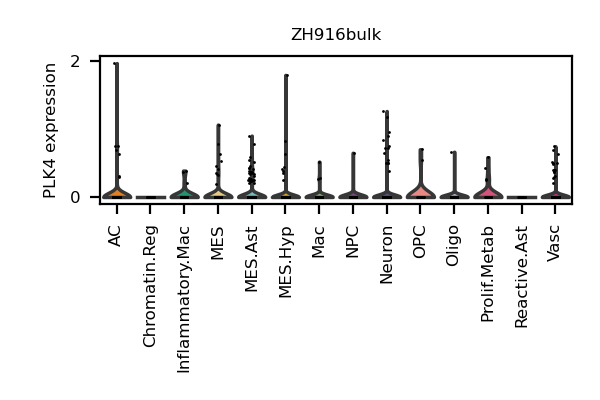 ZH916bulk
PLK4 expression
2
0
AC
Chromatin.Reg
Inflammatory.Mac
MES
MES.Ast
MES.Hyp
Mac
NPC
Neuron
OPC
Oligo
Prolif.Metab
Reactive.Ast
Vasc